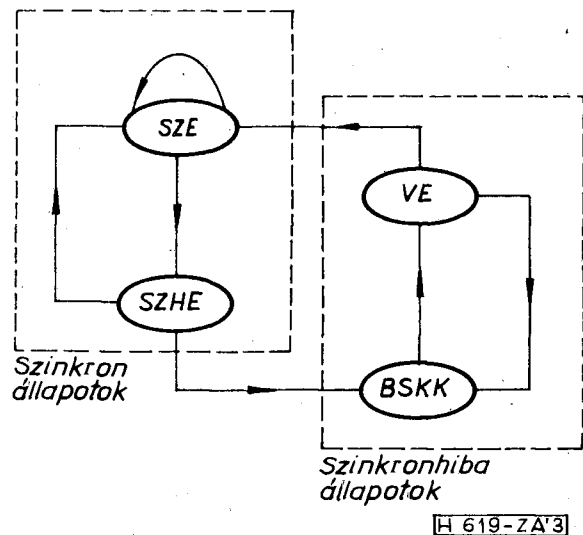 SZE
VE
SZHE
BSKK
Szinkron
állapotok
Szinkronhiba
állapotok
H 619-ZA'3